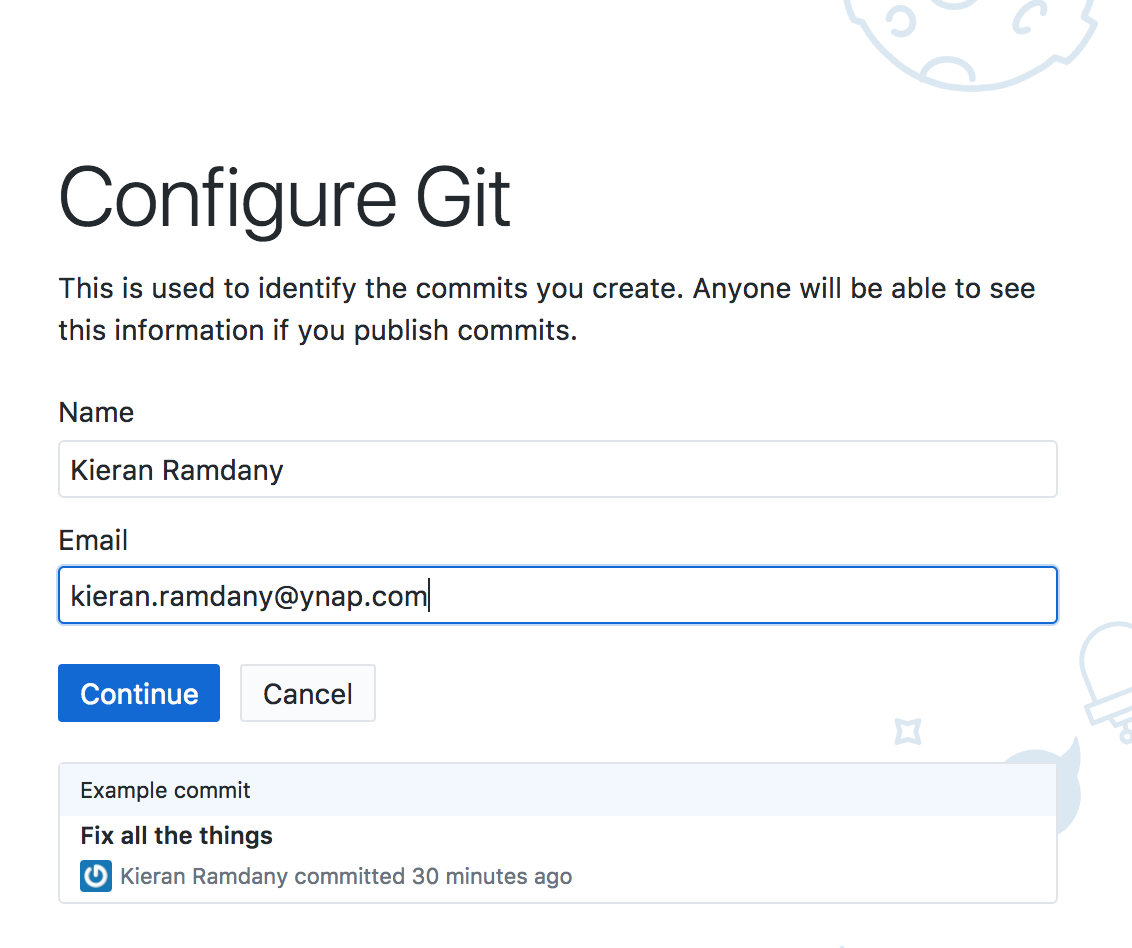 Configure Git
This is used to identify the commits you create. Anyone will be able to see
this information if you publish commits.
Name
Kieran Ramdany
Email
kieran.ramdany@ynap.com
Continue
Cancel
Example commit
Fix all the things
Kieran Ramdany committed 30 minutes ago